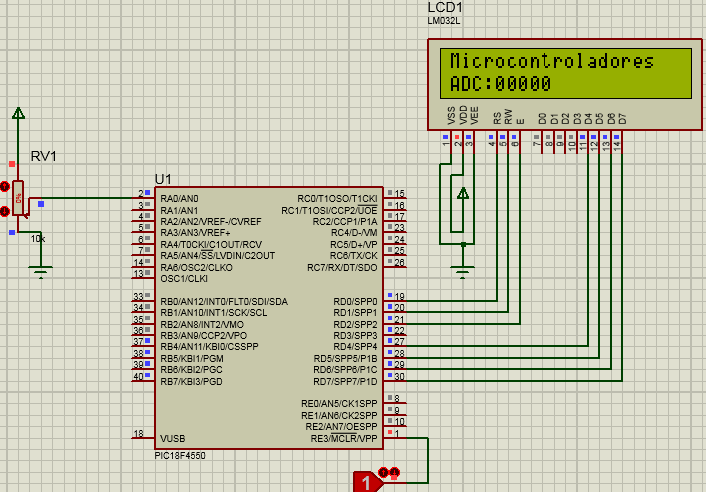 LCD1
LM032L
Microcontroladores
ADC:00000
VSS
VDD
VEE
RS
RW
E
D0
D1
D2
D3
D4
D5
D6
D7
1
2
3
4
5
6
7
8
9
10
11
12
13
14
RV1
0%
10k
U1
2 RA0/AN0
3 RA1/AN1
4 RA2/AN2/VREF-/CVREF
5 RA3/AN3/VREF+
6 RA4/T0CKI/C1OUT/RCV
7 RA5/AN4/SS/LVDIN/C2OUT
14 RA6/OSC2/CLKO
13 OSC1/CLKI
33 RB0/AN12/INT0/FLT0/SDI/SDA
34 RB1/AN10/INT1/SCK/SCL
35 RB2/AN8/INT2/VMO
36 RB3/AN9/CCP2/VPO
37 RB4/AN11/KBI0/CSSPP
38 RB5/KBI1/PGM
39 RB6/KBI2/PGC
40 RB7/KBI3/PGD
18 VUSB
RC0/T1OSO/T1CKI 15
RC1/T1OSI/CCP2/UOE 16
RC2/CCP1/P1A 17
RC4/D-/VM 23
RC5/D+/VP 24
RC6/TX/CK 25
RC7/RX/DT/SDO 26
RD0/SPP0 19
RD1/SPP1 20
RD2/SPP2 21
RD3/SPP3 22
RD4/SPP4 27
RD5/SPP5/P1B 28
RD6/SPP6/P1C 29
RD7/SPP7/P1D 30
RE0/AN5/CK1SPP 8
RE1/AN6/CK2SPP 9
RE2/AN7/OESPP 10
RE3/MCLR/VPP 1
PIC18F4550
1